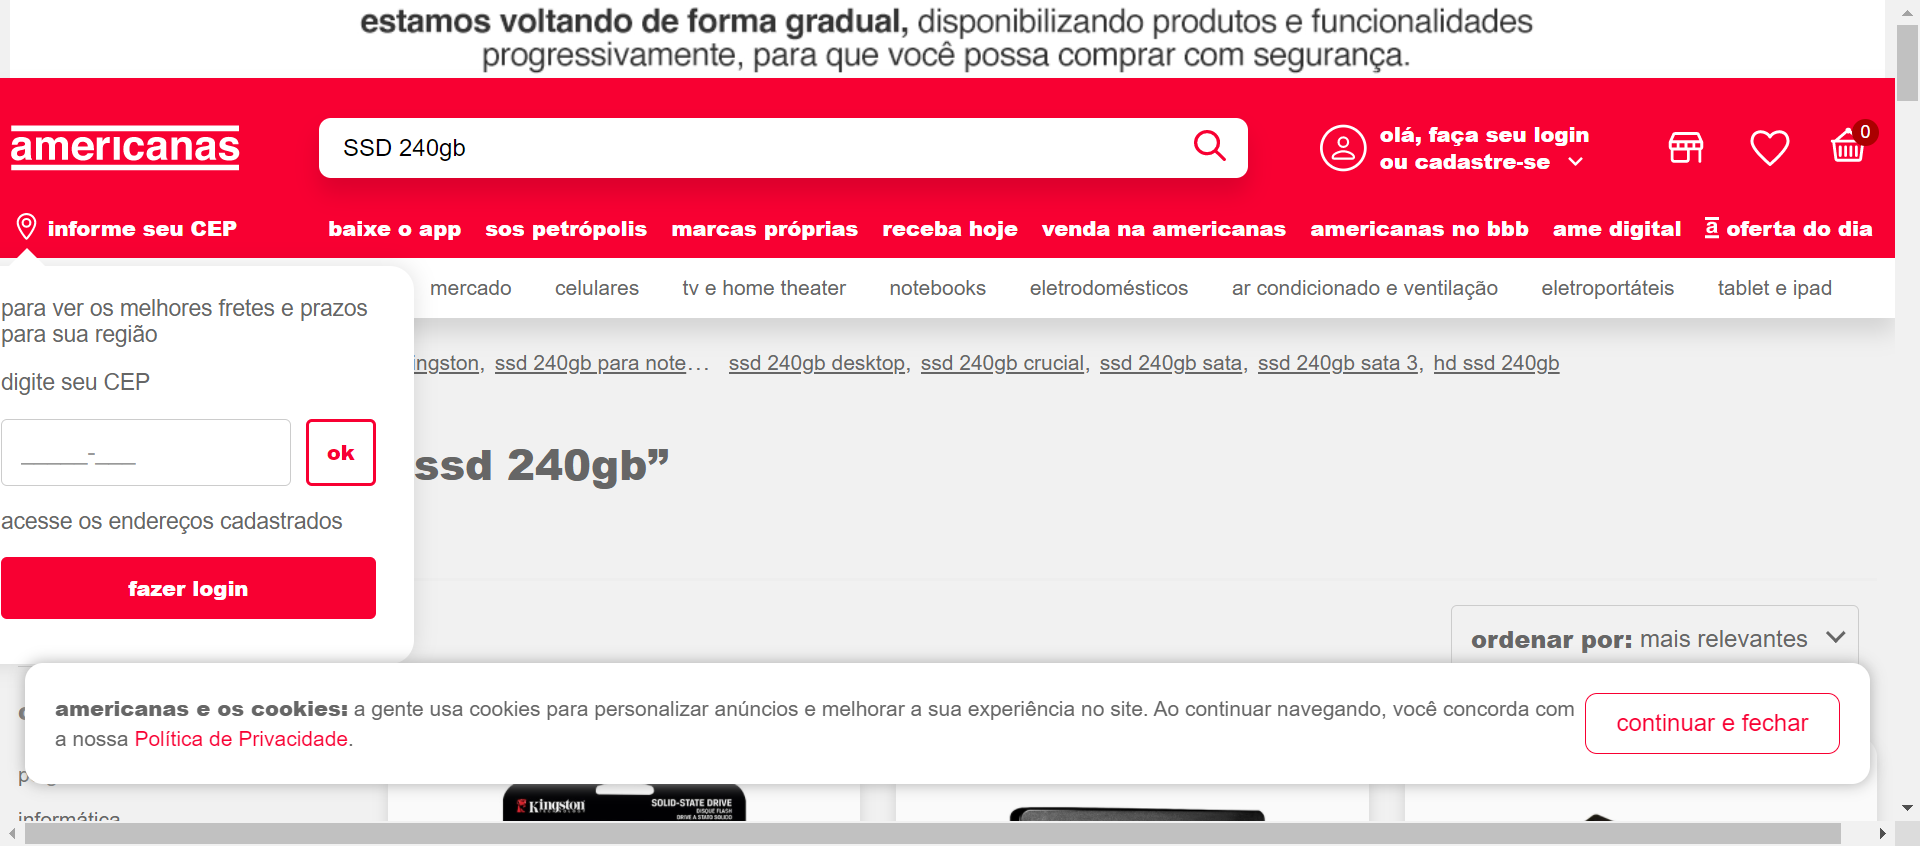 estamos voltando de forma gradual, disponibilizando produtos e funcionalidades
progressivamente, para que você possa comprar com segurança.
americanas
SSD 240gb
olá, faça seu login
ou cadastre-se
0
informe seu CEP
baixe o app
sos petrópolis
marcas próprias
receba hoje
venda na americanas
americanas no bbb
ame digital
a oferta do dia
mercado
celulares
tv e home theater
notebooks
eletrodomésticos
ar condicionado e ventilação
eletroportáteis
tablet e ipad
para ver os melhores fretes e prazos
para sua região
digite seu CEP
_____-___
ok
acesse os endereços cadastrados
fazer login
ingston, ssd 240gb para note… ssd 240gb desktop, ssd 240gb crucial, ssd 240gb sata, ssd 240gb sata 3, hd ssd 240gb
ssd 240gb”
ordenar por: mais relevantes
americanas e os cookies: a gente usa cookies para personalizar anúncios e melhorar a sua experiência no site. Ao continuar navegando, você concorda com
a nossa Política de Privacidade.
continuar e fechar
informática
Kingston
SOLID-STATE DRIVE
DISQUE FLASH
DRIVE A STATO SOLIDO